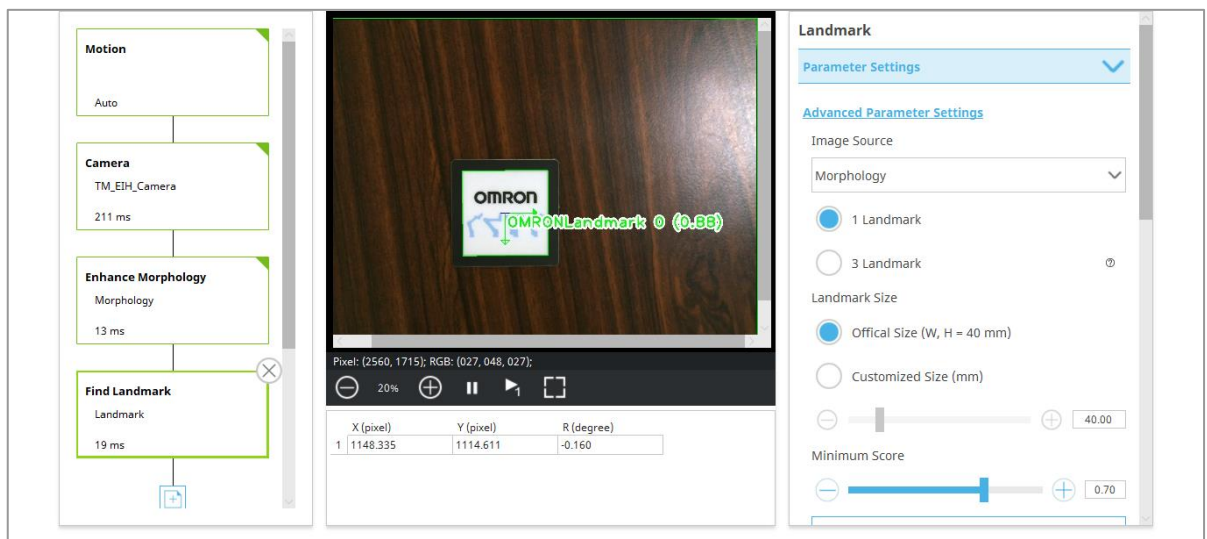 Motion
Auto
Camera
TM_EIH_Camera
211 ms
Enhance Morphology
Morphology
13 ms
Find Landmark
Landmark
19 ms
OMRON
OMRONLandmark 0 (0.88)
Pixel: (2560, 1715); RGB: (027, 048, 027);
20%
1
X (pixel) Y (pixel) R (degree)
1 1148.335 1114.611 -0.160
Landmark
Parameter Settings
Advanced Parameter Settings
Image Source
Morphology
1 Landmark
3 Landmark
Landmark Size
Offical Size (W, H = 40 mm)
Customized Size (mm)
40.00
Minimum Score
0.70